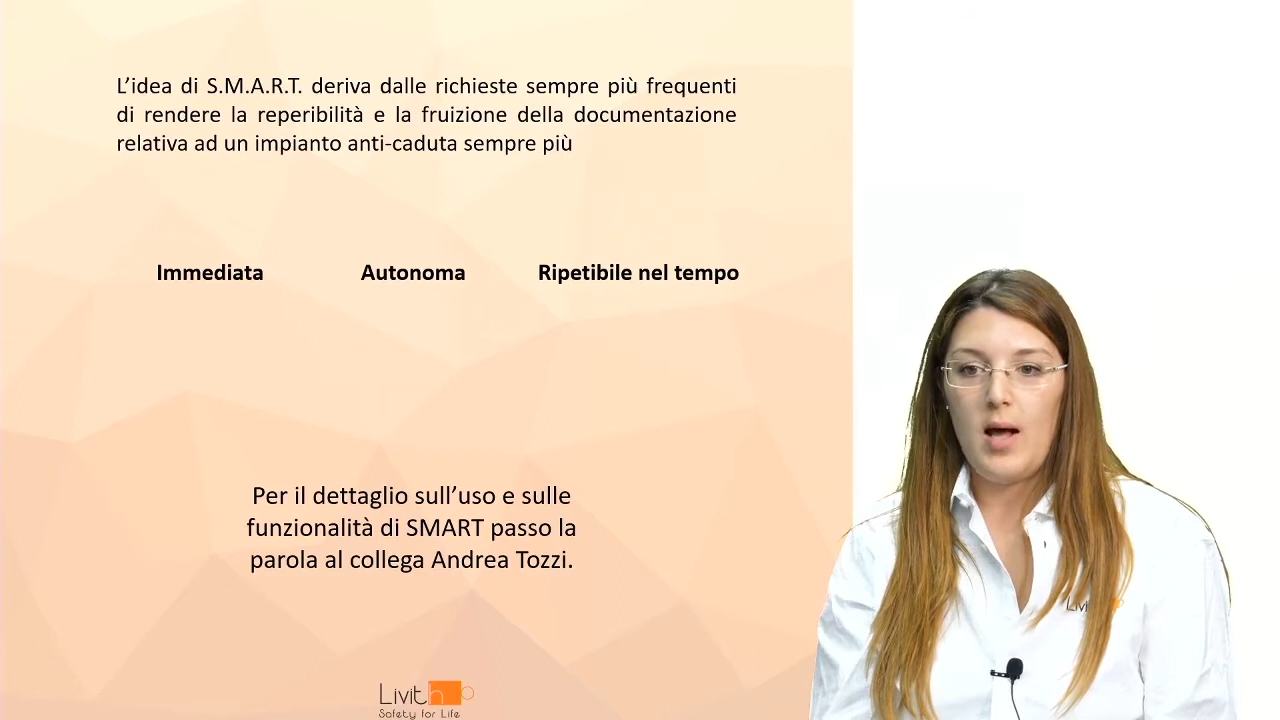 L’idea di S.M.A.R.T. deriva dalle richieste sempre più frequenti
di rendere la reperibilità e la fruizione della documentazione
relativa ad un impianto anti-caduta sempre più
Immediata Autonoma Ripetibile nel tempo
Per il dettaglio sull’uso e sulle
funzionalità di SMART passo la
parola al collega Andrea Tozzi.
Livith
Safety for Life
Livith